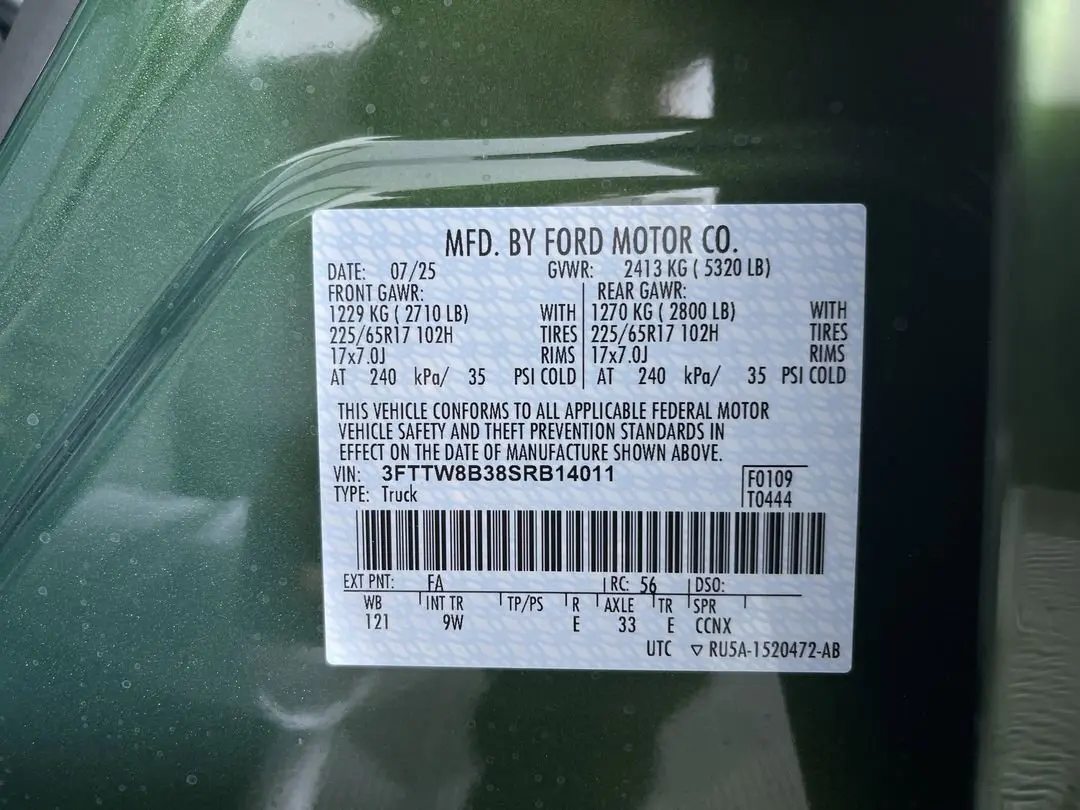 MFD. BY FORD MOTOR CO.
DATE: 07/25 GVWR: 2413 KG ( 5320 LB)
FRONT GAWR: REAR GAWR:
1229 KG ( 2710 LB) WITH 1270 KG ( 2800 LB) WITH
225/65R17 102H TIRES 225/65R17 102H TIRES
17x7.0J RIMS 17x7.0J RIMS
AT 240 kPa/ 35 PSI COLD AT 240 kPa/ 35 PSI COLD
THIS VEHICLE CONFORMS TO ALL APPLICABLE FEDERAL MOTOR
VEHICLE SAFETY AND THEFT PREVENTION STANDARDS IN
EFFECT ON THE DATE OF MANUFACTURE SHOWN ABOVE.
VIN: 3FTTW8B38SRB14011 F0109
TYPE: Truck T0444
EXT PNT: FA RC: 56 DSO:
WB INT TR TP/PS R AXLE TR SPR
121 9W E 33 E CCNX
UTC ▽ RU5A-1520472-AB